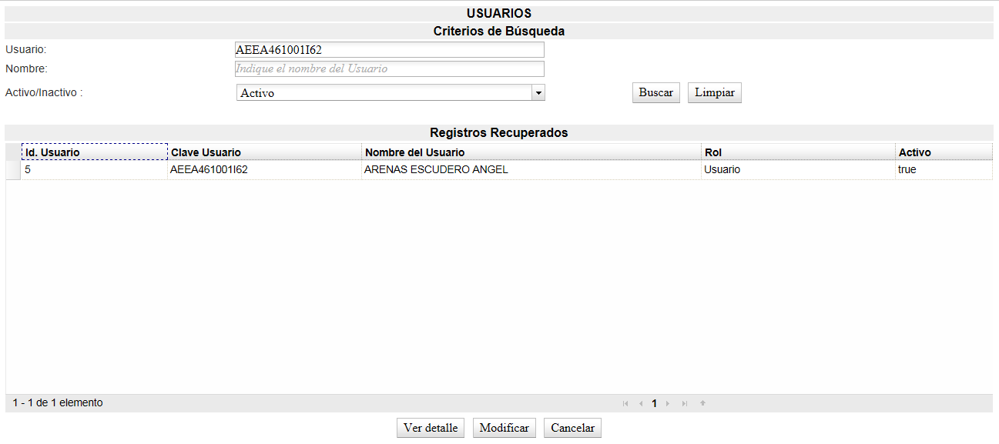 USUARIOS
Criterios de Búsqueda
Usuario: AEEA461001I62
Nombre: Indique el nombre del Usuario
Activo/Inactivo : Activo Buscar Limpiar
Registros Recuperados
Id. Usuario Clave Usuario Nombre del Usuario Rol Activo
5 AEEA461001I62 ARENAS ESCUDERO ANGEL Usuario true
1 - 1 de 1 elemento 1
Ver detalle Modificar Cancelar